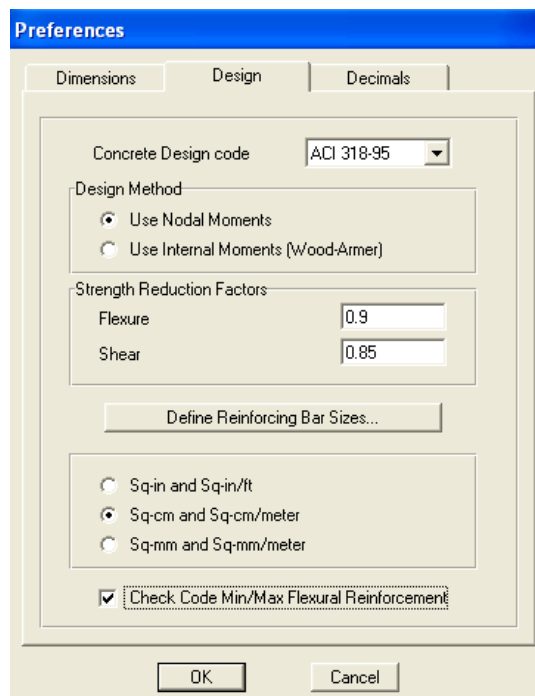 Preferences
Dimensions Design Decimals
Concrete Design code ACI 318-95
Design Method
Use Nodal Moments
Use Internal Moments (Wood-Armer)
Strength Reduction Factors
Flexure 0.9
Shear 0.85
Define Reinforcing Bar Sizes...
Sq-in and Sq-in/ft
Sq-cm and Sq-cm/meter
Sq-mm and Sq-mm/meter
Check Code Min/Max Flexural Reinforcement
OK Cancel